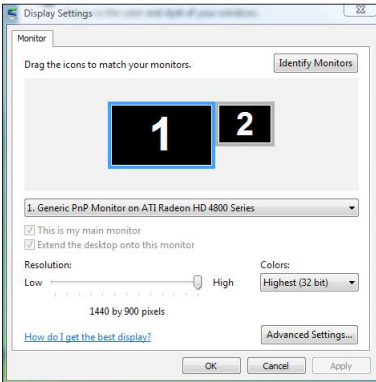 Display Settings
Monitor
Drag the icons to match your monitors.
Identify Monitors
1
2
1. Generic PnP Monitor on ATI Radeon HD 4800 Series
This is my main monitor
Extend the desktop onto this monitor
Resolution:
Colors:
Low
High
Highest (32 bit)
1440 by 900 pixels
How do I get the best display?
Advanced Settings...
OK
Cancel
Apply